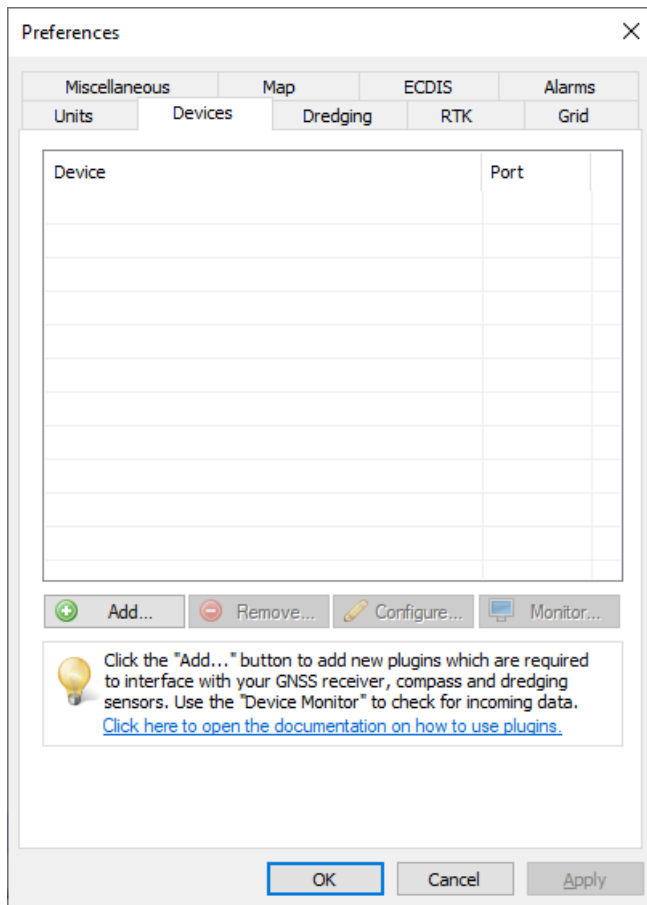 Preferences
Miscellaneous Map ECDIS Alarms
Units Devices Dredging RTK Grid
Device Port
Add... Remove... Configure... Monitor...
Click the "Add..." button to add new plugins which are required
to interface with your GNSS receiver, compass and dredging
sensors. Use the "Device Monitor" to check for incoming data.
Click here to open the documentation on how to use plugins.
OK Cancel Apply